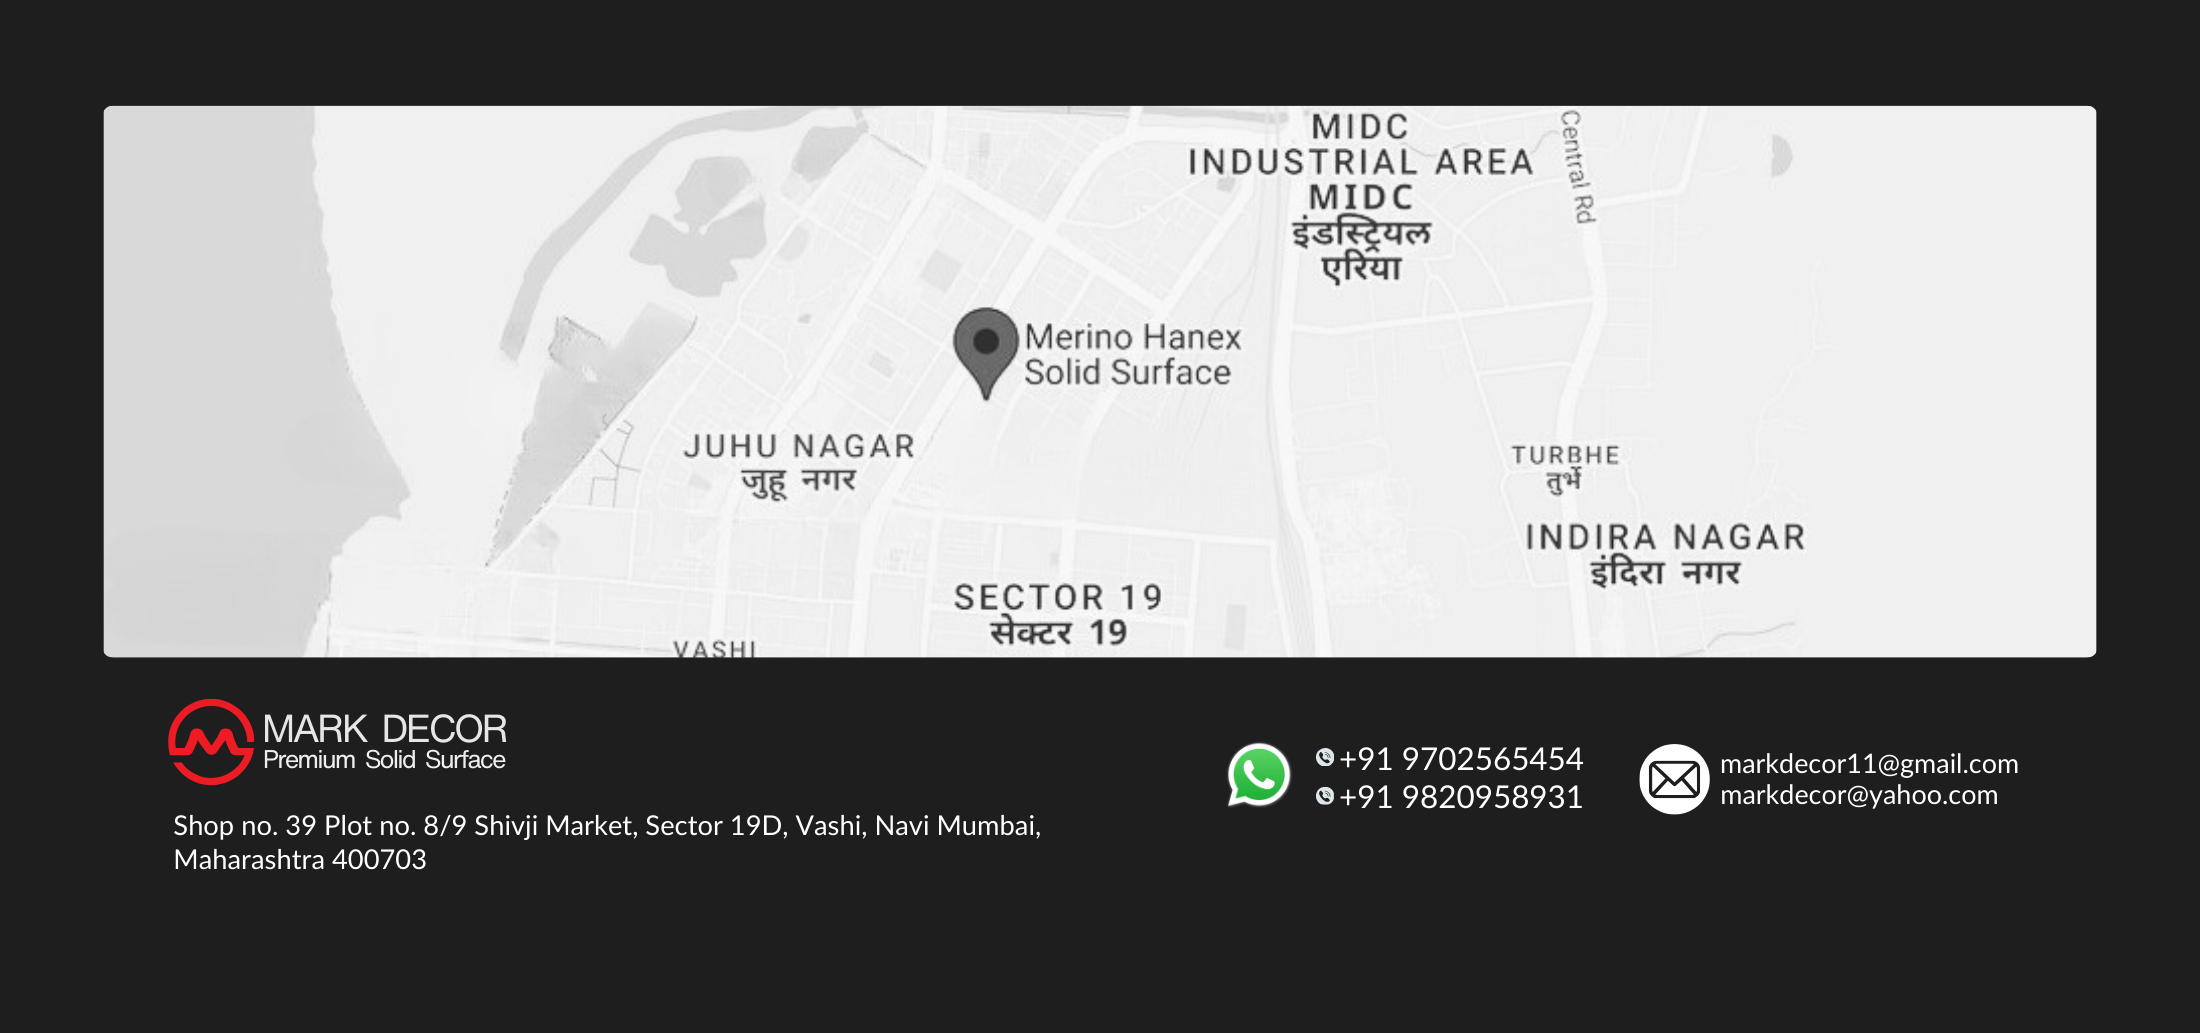 MIDC
INDUSTRIAL AREA
MIDC
इंडस्ट्रियल
एरिया
Central Rd
Merino Hanex
Solid Surface
JUHU NAGAR
जुहू नगर
TURBHE
तुर्भे
INDIRA NAGAR
इंदिरा नगर
SECTOR 19
सेक्टर 19
VASHI
MARK DECOR
Premium Solid Surface
Shop no. 39 Plot no. 8/9 Shivji Market, Sector 19D, Vashi, Navi Mumbai,
Maharashtra 400703
+91 9702565454
+91 9820958931
markdecor11@gmail.com
markdecor@yahoo.com